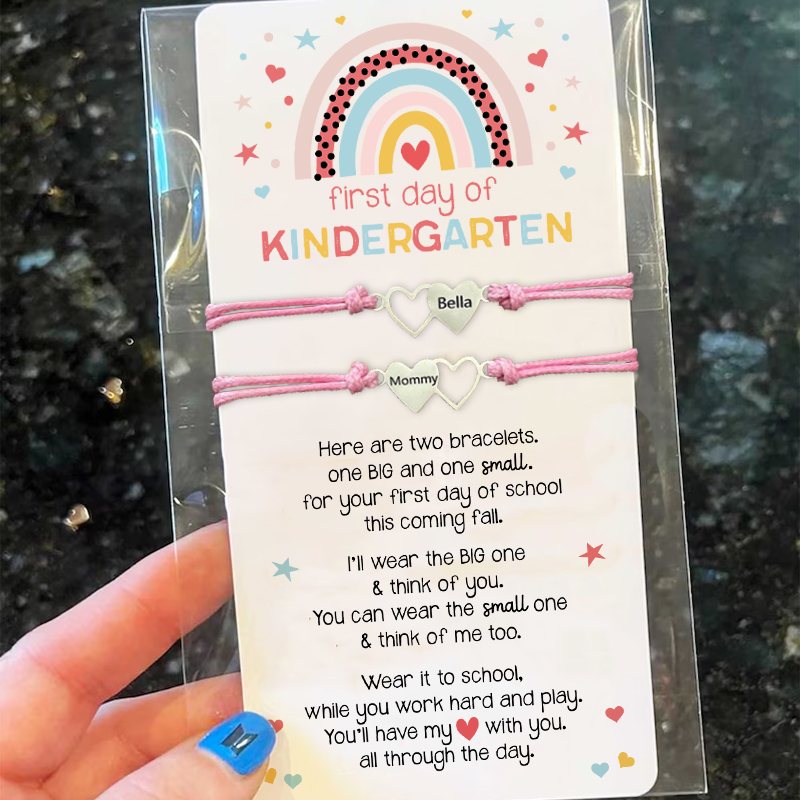 first day of
KINDERGARTEN
Bella
Mommy
Here are two bracelets.
one BIG and one small.
for your first day of school
this coming fall.
I'll wear the BIG one
& think of you.
You can wear the small one
& think of me too.
Wear it to school,
while you work hard and play.
You'll have my ❤ with you.
all through the day.